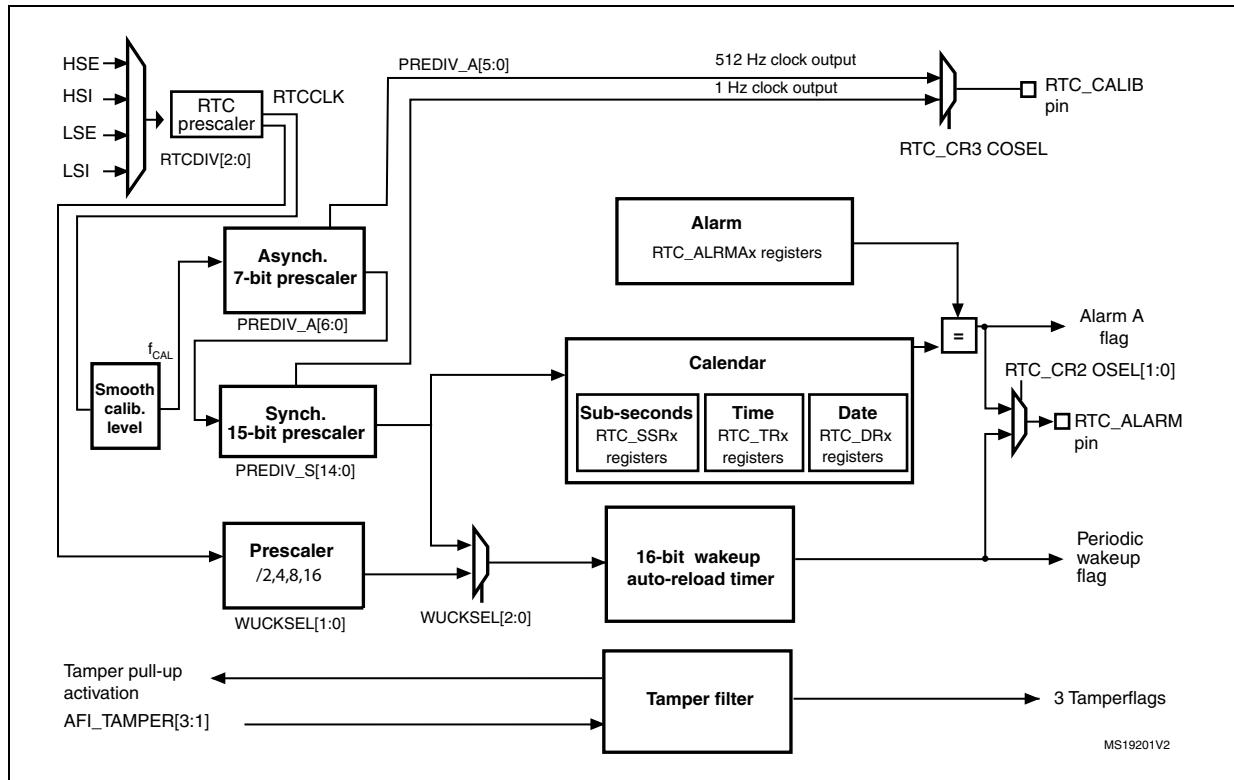 HSE
HSI
LSE
LSI
RTC
prescaler
RTCCLK
RTCDIV[2:0]
PREDIV_A[5:0]
512 Hz clock output
1 Hz clock output
RTC_CALIB
pin
RTC_CR3 COSEL
Asynch.
7-bit prescaler
PREDIV_A[6:0]
Alarm
RTC_ALRMAx registers
=
Alarm A
flag
fCAL
Smooth
calib.
level
Synch.
15-bit prescaler
PREDIV_S[14:0]
Calendar
Sub-seconds
RTC_SSRx
registers
Time
RTC_TRx
registers
Date
RTC_DRx
registers
RTC_CR2 OSEL[1:0]
RTC_ALARM
pin
Prescaler
/2,4,8,16
WUCKSEL[1:0]
WUCKSEL[2:0]
16-bit wakeup
auto-reload timer
Periodic
wakeup
flag
Tamper pull-up
activation
AFI_TAMPER[3:1]
Tamper filter
3 Tamperflags
MS19201V2